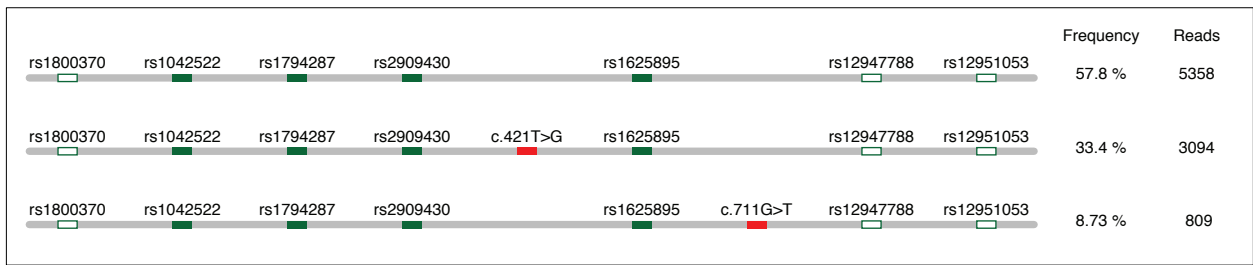 Frequency Reads
rs1800370 rs1042522 rs1794287 rs2909430 rs1625895 rs12947788 rs12951053
57.8 % 5358
rs1800370 rs1042522 rs1794287 rs2909430 c.421T>G rs1625895 rs12947788 rs12951053
33.4 % 3094
rs1800370 rs1042522 rs1794287 rs2909430 rs1625895 c.711G>T rs12947788 rs12951053
8.73 % 809